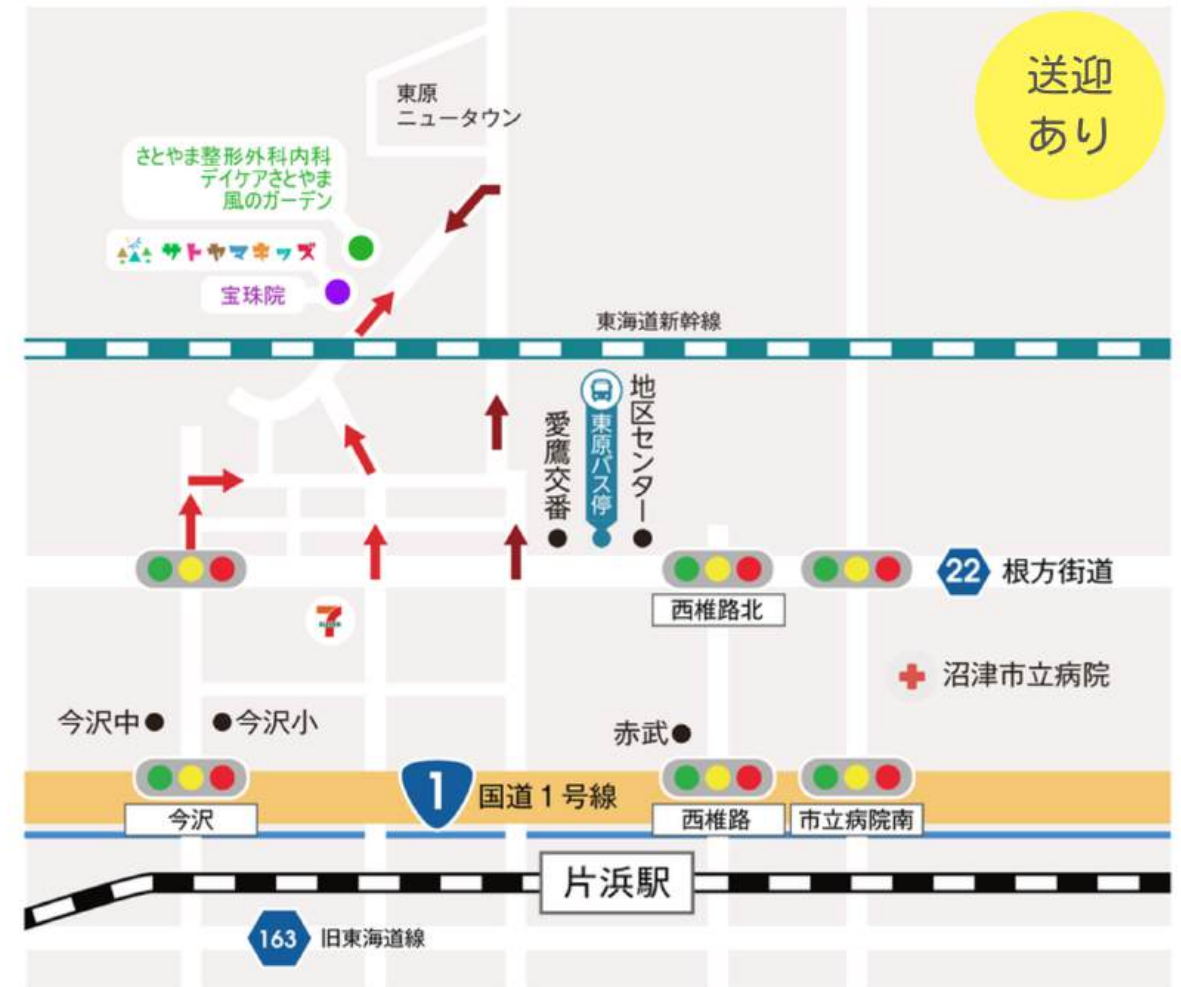 送迎
あり
東原
ニュータウン
さとやま整形外科内科
デイケアさとやま
風のガーデン
サトヤマキッズ
宝珠院
東海道新幹線
愛鷹交番
東原バス停
地区センター
22
根方街道
西椎路北
7
沼津市立病院
今沢中
今沢小
赤武
1
国道1号線
今沢
西椎路
市立病院南
片浜駅
163
旧東海道線